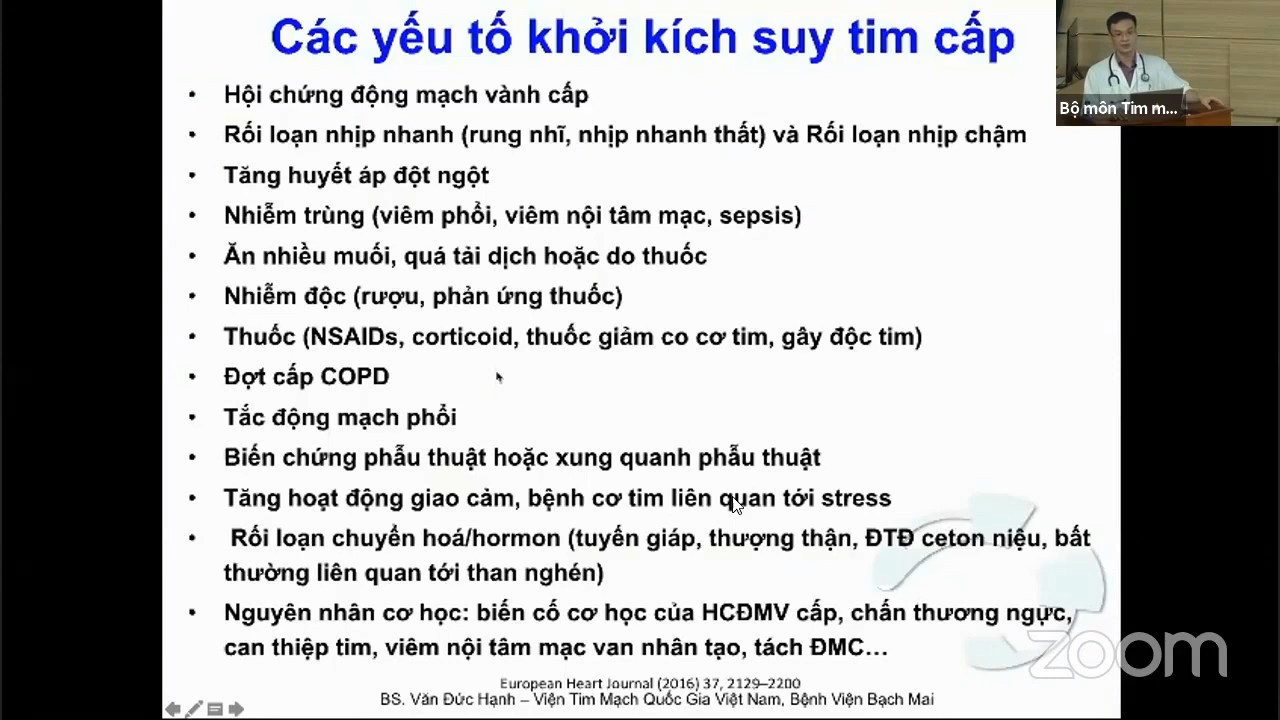 Các yếu tố khởi kích suy tim cấp
• Hội chứng động mạch vành cấp
• Rối loạn nhịp nhanh (rung nhĩ, nhịp nhanh thất) và Rối loạn nhịp chậm
• Tăng huyết áp đột ngột
• Nhiễm trùng (viêm phổi, viêm nội tâm mạc, sepsis)
• Ăn nhiều muối, quá tải dịch hoặc do thuốc
• Nhiễm độc (rượu, phản ứng thuốc)
• Thuốc (NSAIDs, corticoid, thuốc giảm co cơ tim, gây độc tim)
• Đợt cấp COPD
• Tắc động mạch phổi
• Biến chứng phẫu thuật hoặc xung quanh phẫu thuật
• Tăng hoạt động giao cảm, bệnh cơ tim liên quan tới stress
• Rối loạn chuyển hoá/hormon (tuyến giáp, thượng thận, ĐTĐ ceton niệu, bất
thường liên quan tới than nghén)
• Nguyên nhân cơ học: biến cố cơ học của HCĐMV cấp, chấn thương ngực,
can thiệp tim, viêm nội tâm mạc van nhân tạo, tách ĐMC...
European Heart Journal (2016) 37, 2129–2200
BS. Văn Đức Hạnh – Viện Tim Mạch Quốc Gia Việt Nam, Bệnh Viện Bạch Mai
Bộ môn Tim m...
zoom